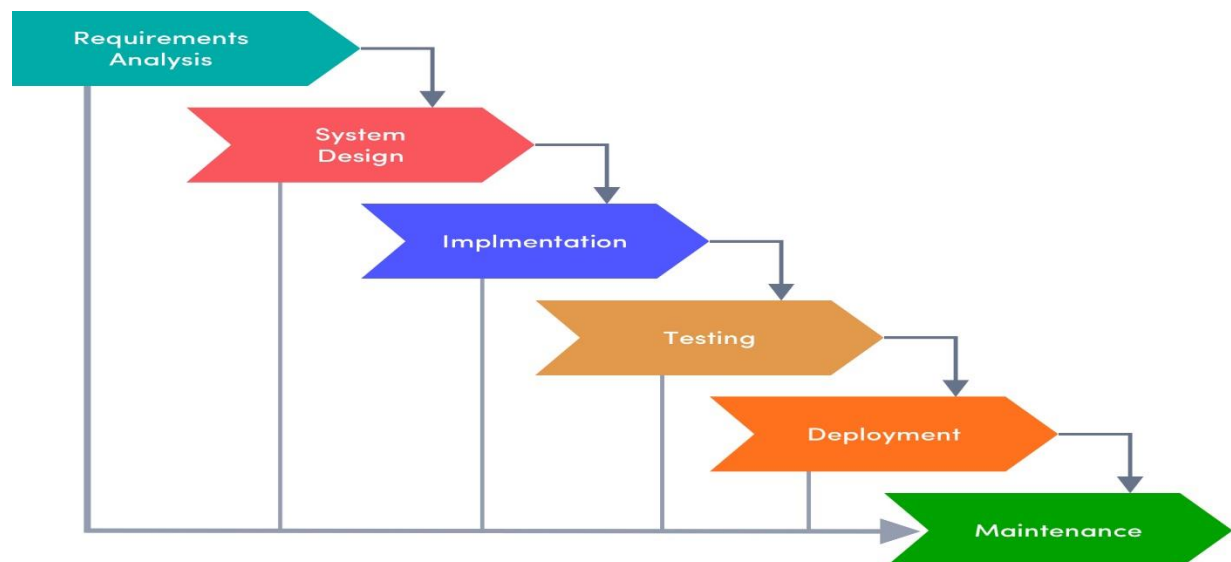 Requirements
Analysis
System
Design
Implmentation
Testing
Deployment
Maintenance